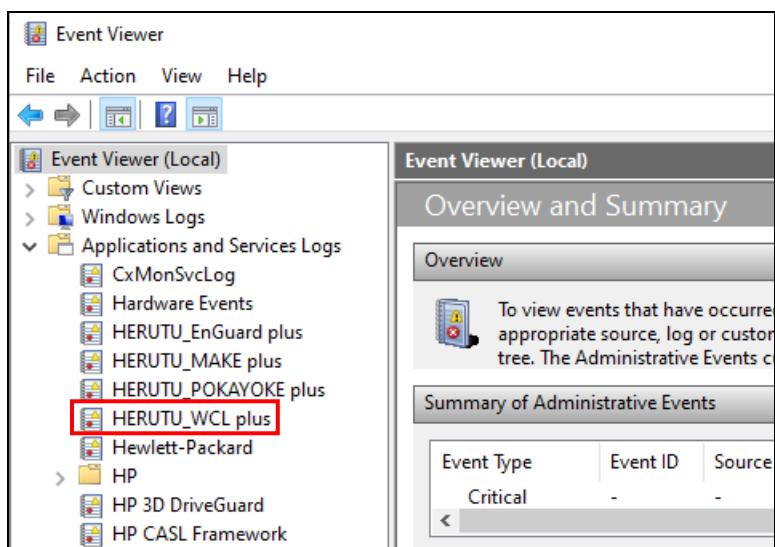 Event Viewer
File Action View Help
Event Viewer (Local)
Custom Views
Windows Logs
Applications and Services Logs
CxMonSvcLog
Hardware Events
HERUTU_EnGuard plus
HERUTU_MAKE plus
HERUTU_POKAYOKE plus
HERUTU_WCL plus
Hewlett-Packard
HP
HP 3D DriveGuard
HP CASL Framework
Event Viewer (Local)
Overview and Summary
Overview
To view events that have occurre
appropriate source, log or custor
tree. The Administrative Events c
Summary of Administrative Events
Event Type Event ID Source
Critical - -